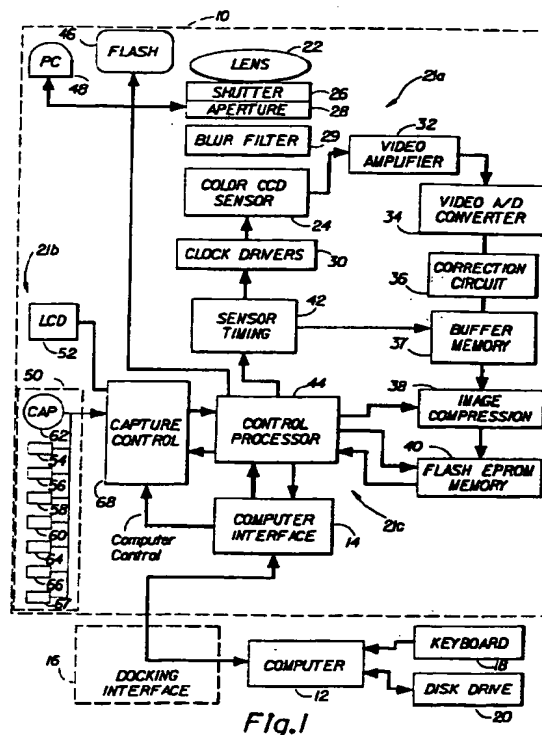 10
46
PC
48
FLASH
22
LENS
SHUTTER
26
APERTURE
28
21a
BLUR FILTER
29
32
VIDEO
AMPLIFIER
COLOR CCD
SENSOR
24
VIDEO A/D
CONVERTER
34
21b
CLOCK DRIVERS
30
CORRECTION
CIRCUIT
36
LCD
52
SENSOR
TIMING
42
BUFFER
MEMORY
37
50
44
38
IMAGE
COMPRESSION
CAP
CAPTURE
CONTROL
CONTROL
PROCESSOR
40
FLASH EPROM
MEMORY
62
54
56
58
60
64
66
67
68
21c
Computer
Control
COMPUTER
INTERFACE
14
16
DOCKING
INTERFACE
COMPUTER
12
KEYBOARD
18
DISK DRIVE
20
Fig.1